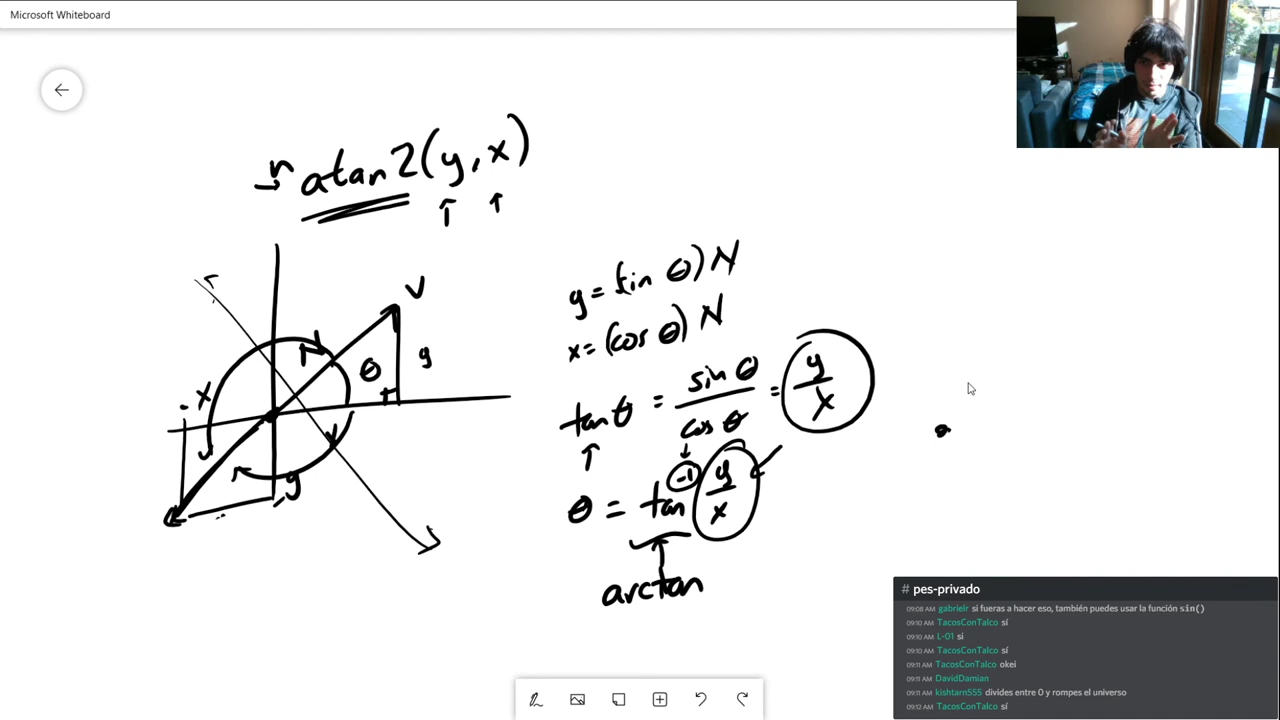 Microsoft Whiteboard
atan2(y, x)
V
N
θ
y
x
y
y = (sin θ) N
x = (cos θ) N
tan θ = sin θ / cos θ = y / x
θ = tan⁻¹ (y / x)
arctan
# pes-privado
09:08 AM gabrielr si fueras a hacer eso, también puedes usar la función sin()
09:10 AM TacosConTalco sí
09:10 AM L-01 si
09:10 AM TacosConTalco sí
09:11 AM TacosConTalco okei
09:11 AM DavidDamian
09:11 AM kishtarn555 divides entre 0 y rompes el universo
09:12 AM TacosConTalco sí